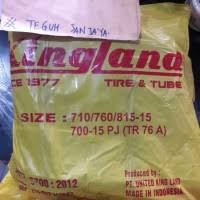 TEGUH SANJAYA
Kingland
CE 1977 TIRE & TUBE
SIZE : 710/760/815-15
700-15 PJ (TR 76 A)
6700 : 2012
Produced by :
PT. UNITED KING LAND
MADE IN INDONESIA